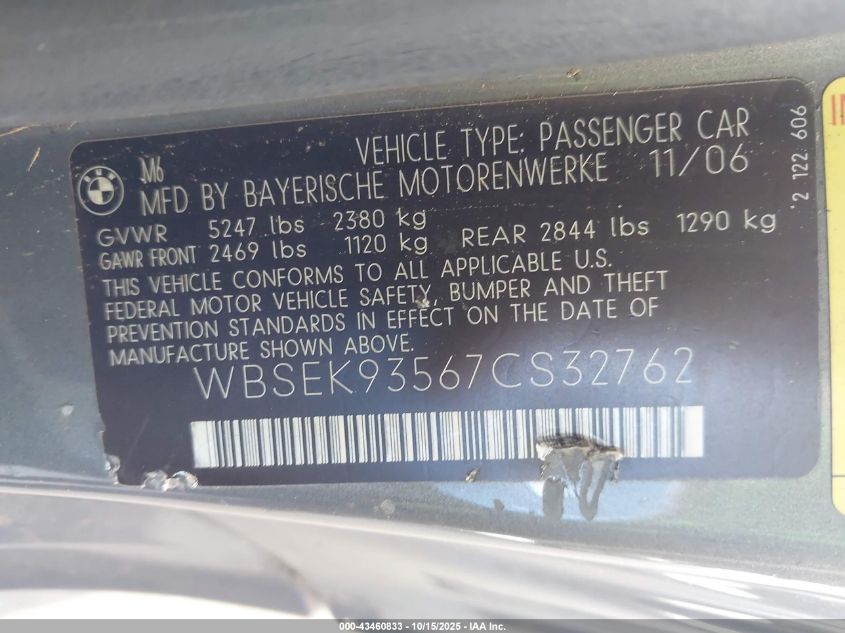 M6
VEHICLE TYPE: PASSENGER CAR
MFD BY BAYERISCHE MOTORENWERKE 11/06
GVWR 5247 lbs 2380 kg
GAWR FRONT 2469 lbs 1120 kg REAR 2844 lbs 1290 kg
THIS VEHICLE CONFORMS TO ALL APPLICABLE U.S.
FEDERAL MOTOR VEHICLE SAFETY, BUMPER AND THEFT
PREVENTION STANDARDS IN EFFECT ON THE DATE OF
MANUFACTURE SHOWN ABOVE.
WBSEK93567CS32762
2 122 606
BMW
000-43460833 - 10/15/2025 - IAA Inc.